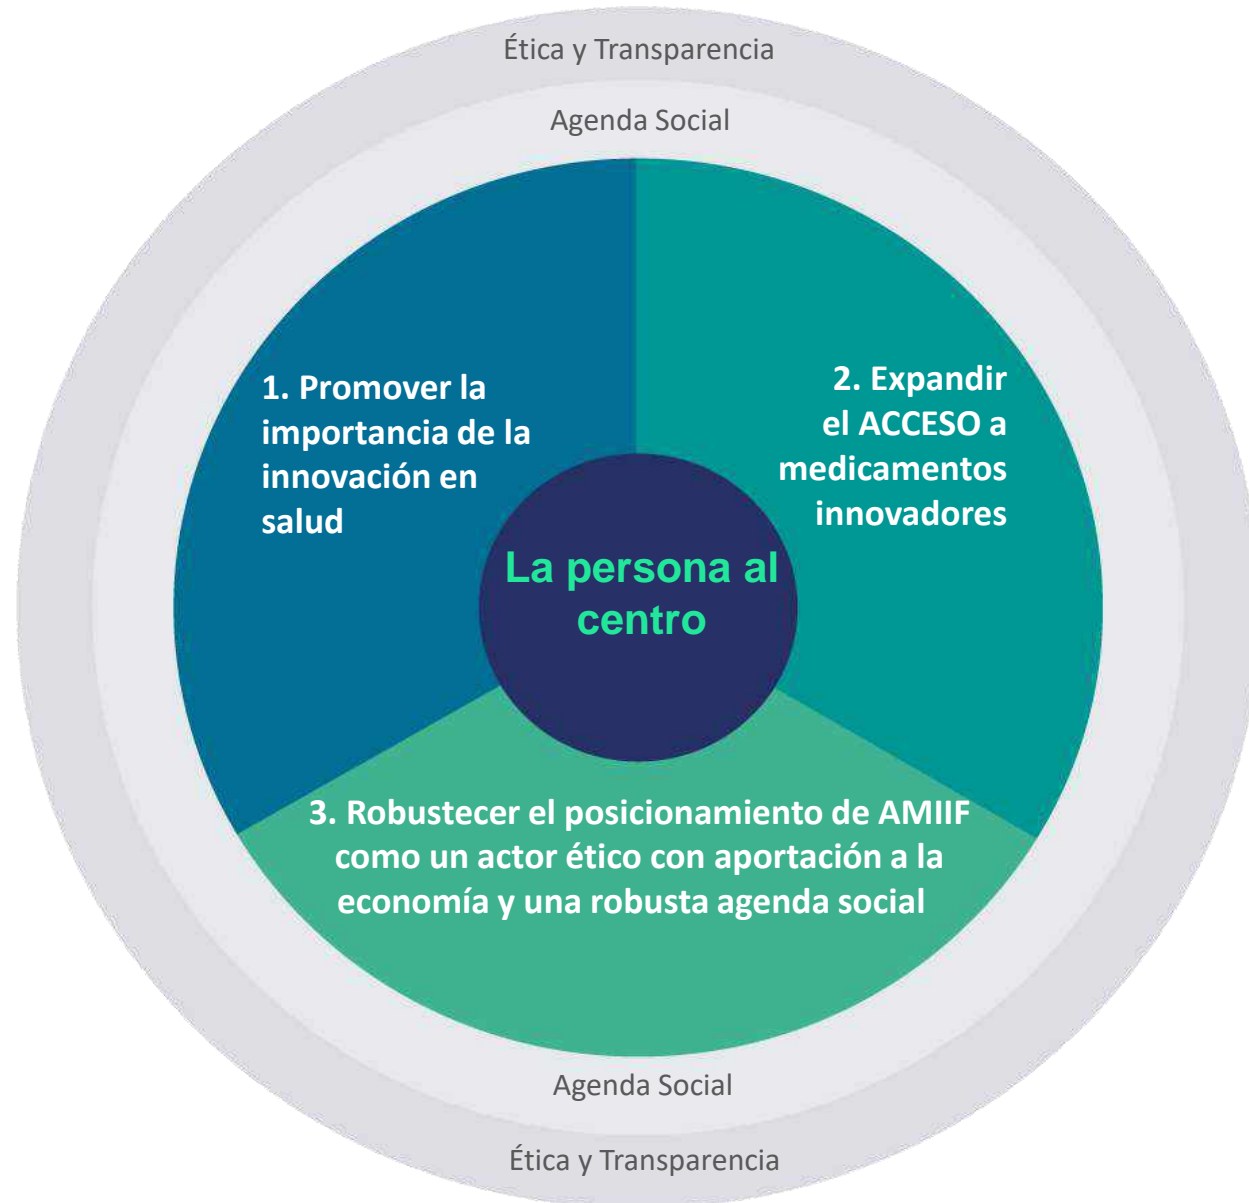 Ética y Transparencia
Agenda Social
1. Promover la
importancia de la
innovación en
salud
2. Expandir
el ACCESO a
medicamentos
innovadores
La persona al
centro
3. Robustecer el posicionamiento de AMIIF
como un actor ético con aportación a la
economía y una robusta agenda social
Agenda Social
Ética y Transparencia